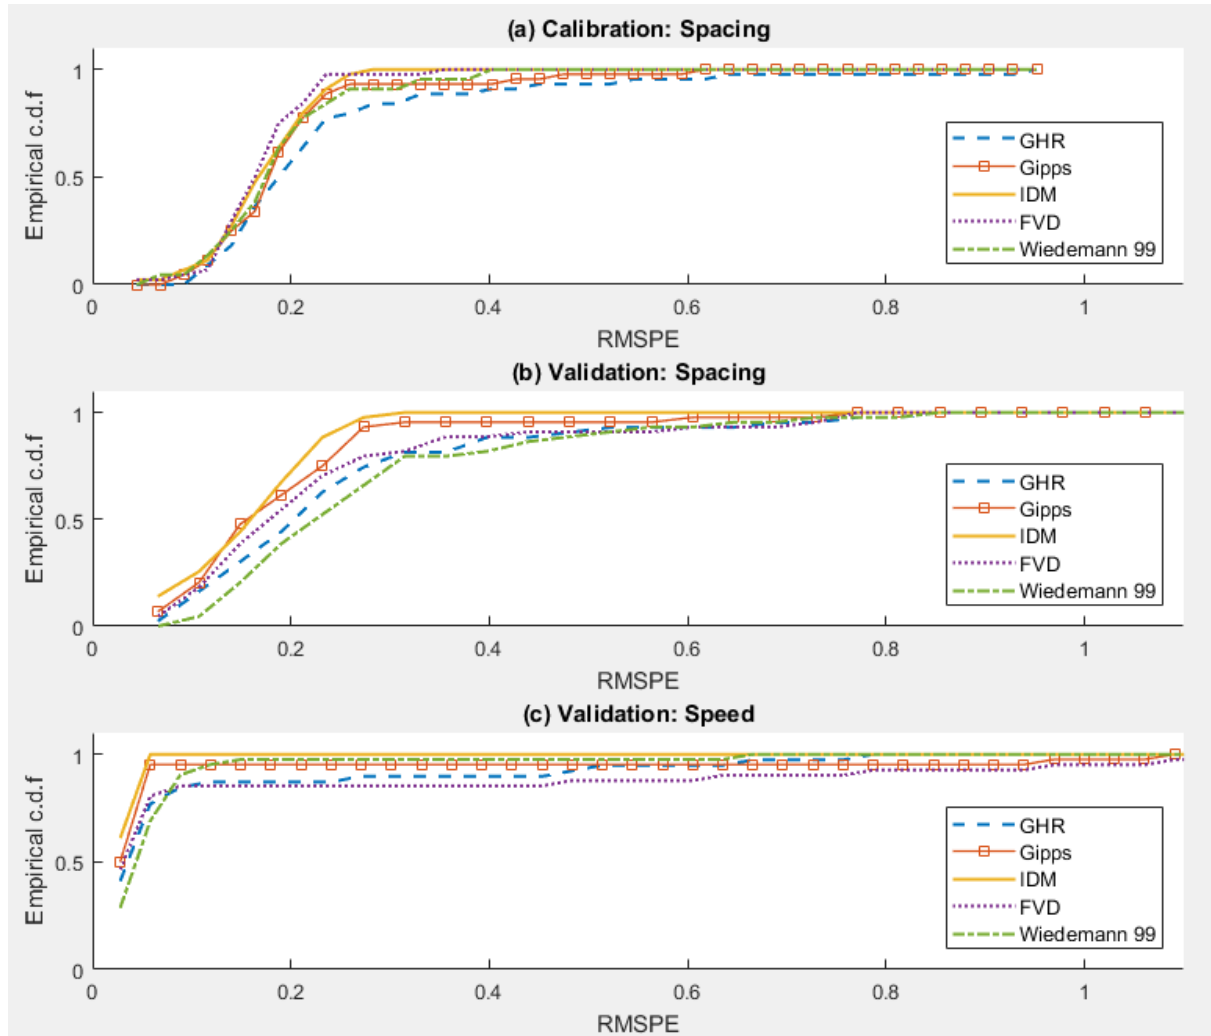 (a) Calibration: Spacing
1
0.5
0
Empirical c.d.f
0
0.2
0.4
0.6
0.8
1
RMSPE
GHR
Gipps
IDM
FVD
Wiedemann 99
(b) Validation: Spacing
1
0.5
0
Empirical c.d.f
0
0.2
0.4
0.6
0.8
1
RMSPE
GHR
Gipps
IDM
FVD
Wiedemann 99
(c) Validation: Speed
1
0.5
0
Empirical c.d.f
0
0.2
0.4
0.6
0.8
1
RMSPE
GHR
Gipps
IDM
FVD
Wiedemann 99